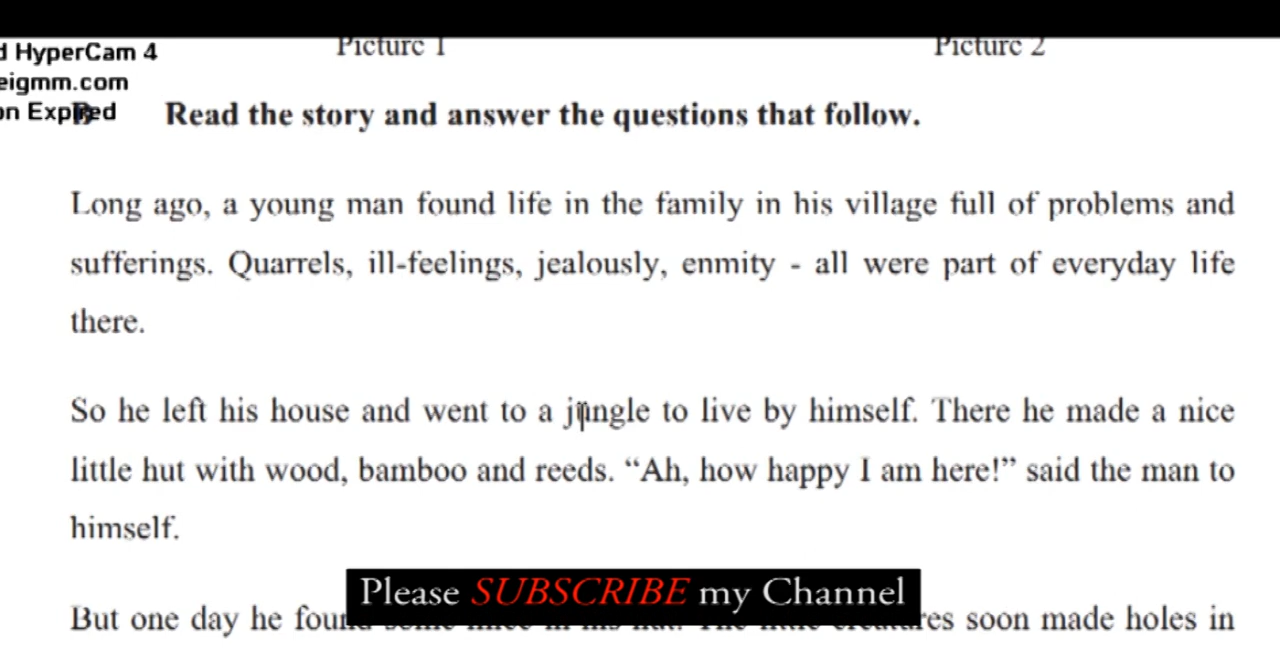 Picture 1 Picture 2
d HyperCam 4
eigmm.com
on Expired
Read the story and answer the questions that follow.
Long ago, a young man found life in the family in his village full of problems and
sufferings. Quarrels, ill-feelings, jealously, enmity - all were part of everyday life
there.
So he left his house and went to a jungle to live by himself. There he made a nice
little hut with wood, bamboo and reeds. “Ah, how happy I am here!” said the man to
himself.
Please SUBSCRIBE my Channel
But one day he found some mice in his hut. The little creatures soon made holes in